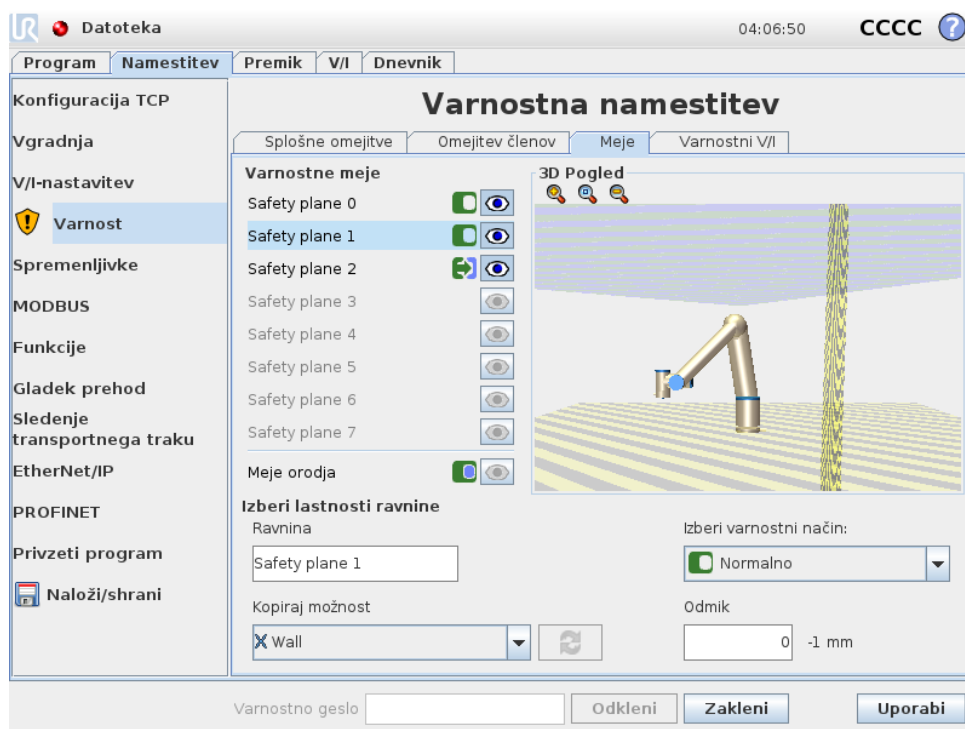 UR Datoteka 04:06:50 CCCC ?
Program Namestitev Premik V/I Dnevnik
Konfiguracija TCP
Vgradnja
V/I-nastavitev
Varnost
Spremenljivke
MODBUS
Funkcije
Gladek prehod
Sledenje
transportnega traku
EtherNet/IP
PROFINET
Privzeti program
Naloži/shrani
Varnostna namestitev
Splošne omejitve Omejitev členov Meje Varnostni V/I
Varnostne meje
Safety plane 0
Safety plane 1
Safety plane 2
Safety plane 3
Safety plane 4
Safety plane 5
Safety plane 6
Safety plane 7
Meje orodja
3D Pogled
Izberi lastnosti ravnine
Ravnina
Safety plane 1
Kopiraj možnost
Wall
Izberi varnostni način:
Normalno
Odmik
0 -1 mm
Varnostno geslo Odkleni Zakleni Uporabi